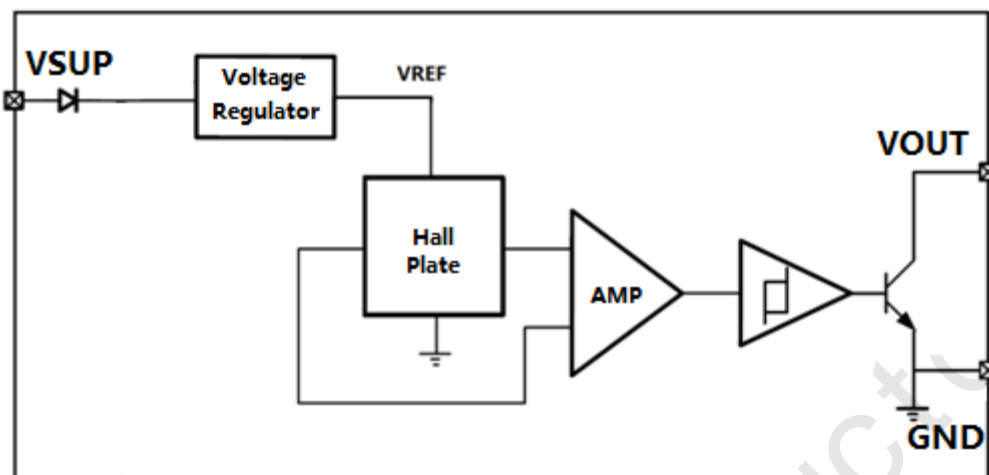 VSUP
Voltage
Regulator
VREF
VOUT
Hall
Plate
AMP
GND